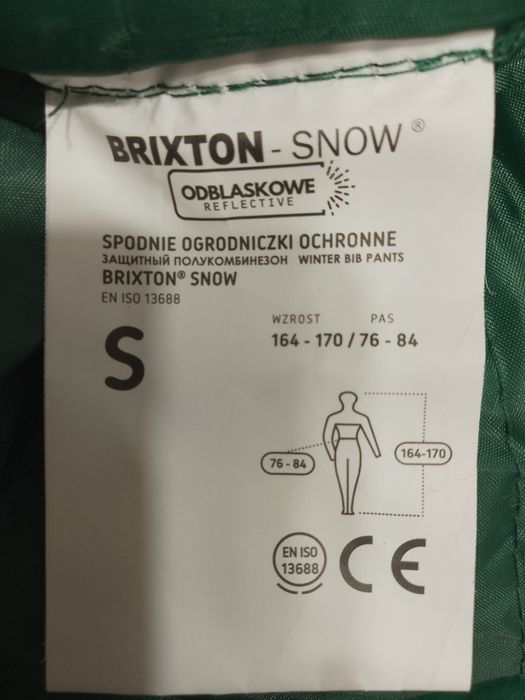 BRIXTON - SNOW ®
ODBLASKOWE
REFLECTIVE
SPODNIE OGRODNICZKI OCHRONNE
ЗАЩИТНЫЙ ПОЛУКОМБИНЕЗОН WINTER BIB PANTS
BRIXTON® SNOW
EN ISO 13688
WZROST PAS
S 164 - 170 / 76 - 84
76 - 84 164-170
EN ISO
13688 CE